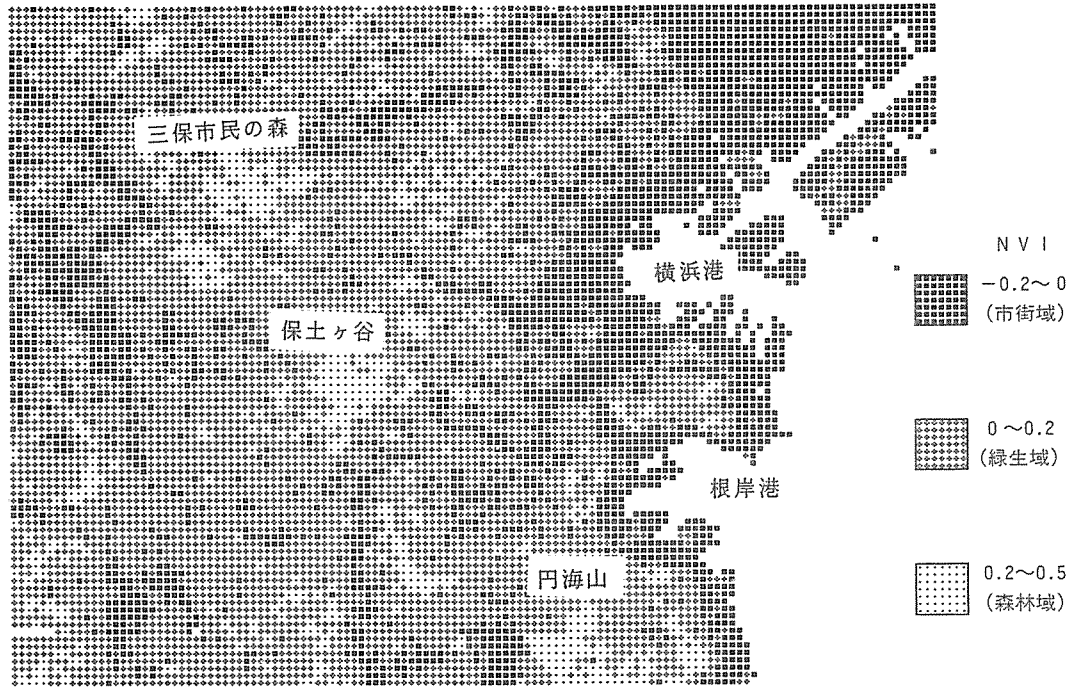 三保市民の森
保土ヶ谷
横浜港
根岸港
円海山
NVI
−0.2〜0
(市街域)
0〜0.2
(緑生域)
0.2〜0.5
(森林域)